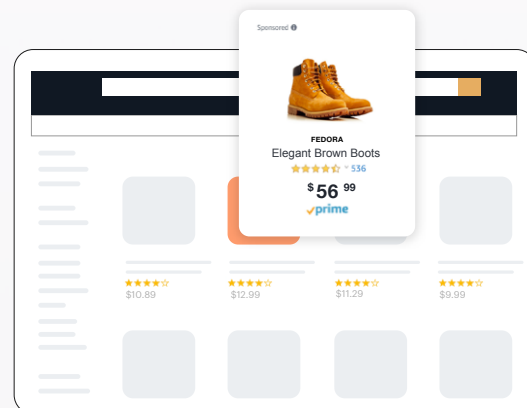 Sponsored
FEDORA
Elegant Brown Boots
536
$56 99
prime
$10.89
$12.99
$11.29
$9.99